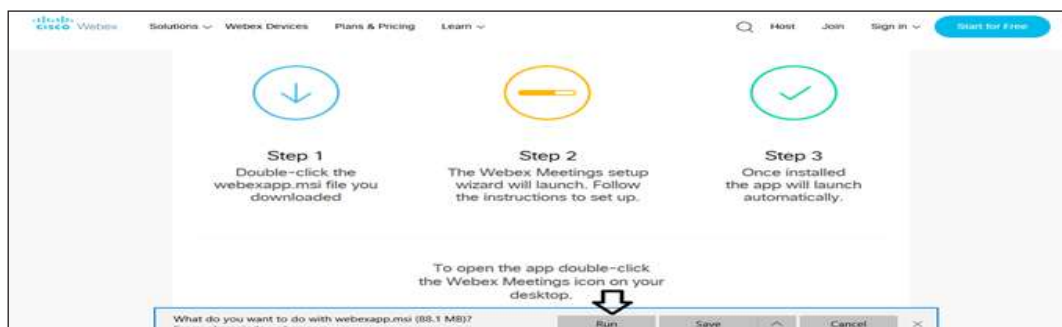 cisco Webex Solutions Webex Devices Plans & Pricing Learn Host Join Sign in Start for Free
Step 1
Double-click the
webexapp.msi file you
downloaded
Step 2
The Webex Meetings setup
wizard will launch. Follow
the instructions to set up.
Step 3
Once installed
the app will launch
automatically.
To open the app double-click
the Webex Meetings icon on your
desktop.
What do you want to do with webexapp.msi (88.1 MB)? Run Save Cancel